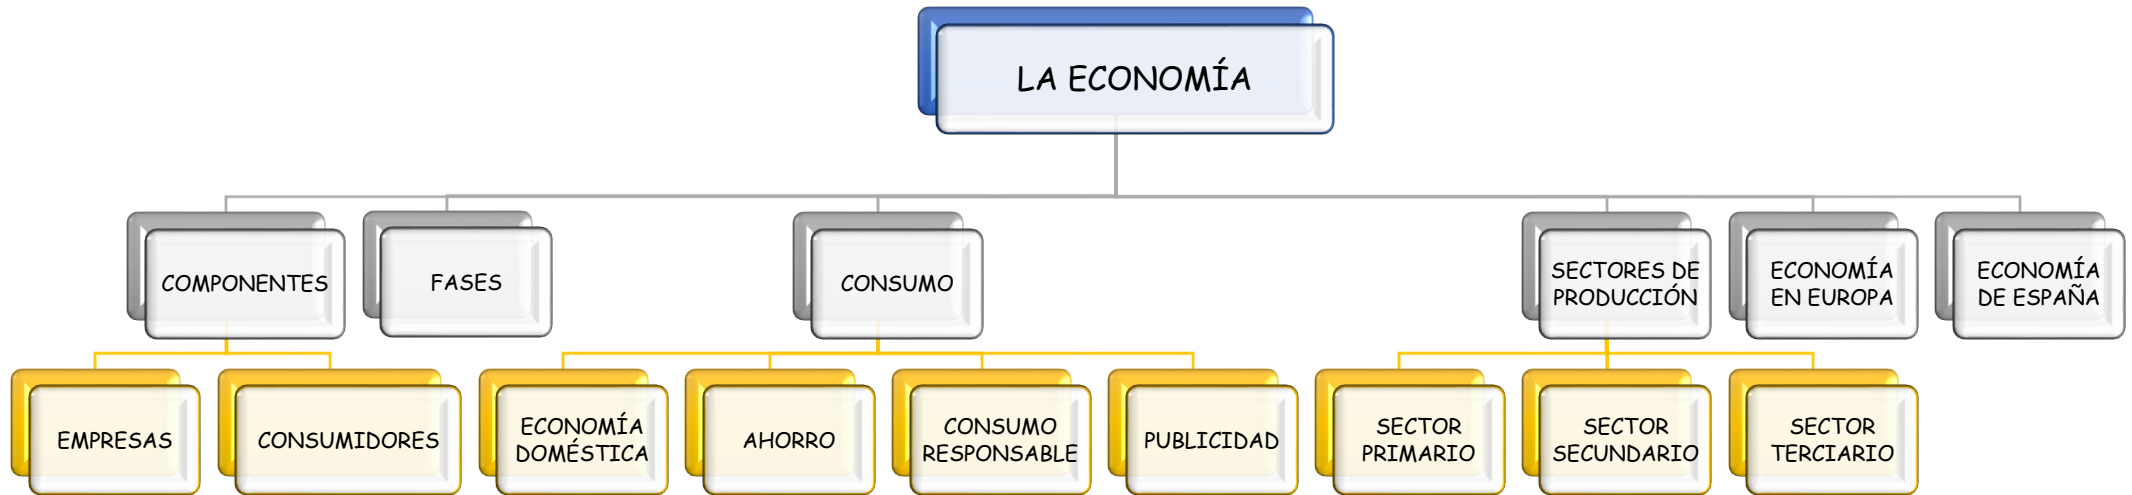 LA ECONOMÍA
COMPONENTES
FASES
CONSUMO
SECTORES DE
PRODUCCIÓN
ECONOMÍA
EN EUROPA
ECONOMÍA
DE ESPAÑA
EMPRESAS
CONSUMIDORES
ECONOMÍA
DOMÉSTICA
AHORRO
CONSUMO
RESPONSABLE
PUBLICIDAD
SECTOR
PRIMARIO
SECTOR
SECUNDARIO
SECTOR
TERCIARIO